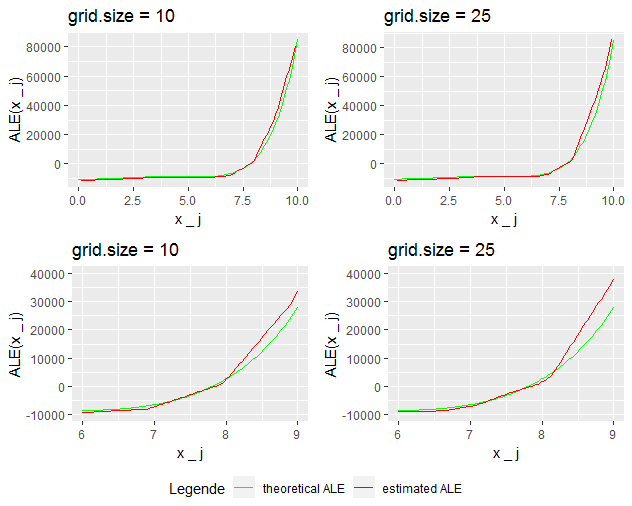 grid.size = 10
grid.size = 25
ALE(x _ j)
80000
60000
40000
20000
0
0.0 2.5 5.0 7.5 10.0
x _ j
ALE(x _ j)
80000
60000
40000
20000
0
0.0 2.5 5.0 7.5 10.0
x _ j
grid.size = 10
grid.size = 25
ALE(x _ j)
40000
30000
20000
10000
0
-10000
6 7 8 9
x _ j
ALE(x _ j)
40000
30000
20000
10000
0
-10000
6 7 8 9
x _ j
Legende theoretical ALE estimated ALE